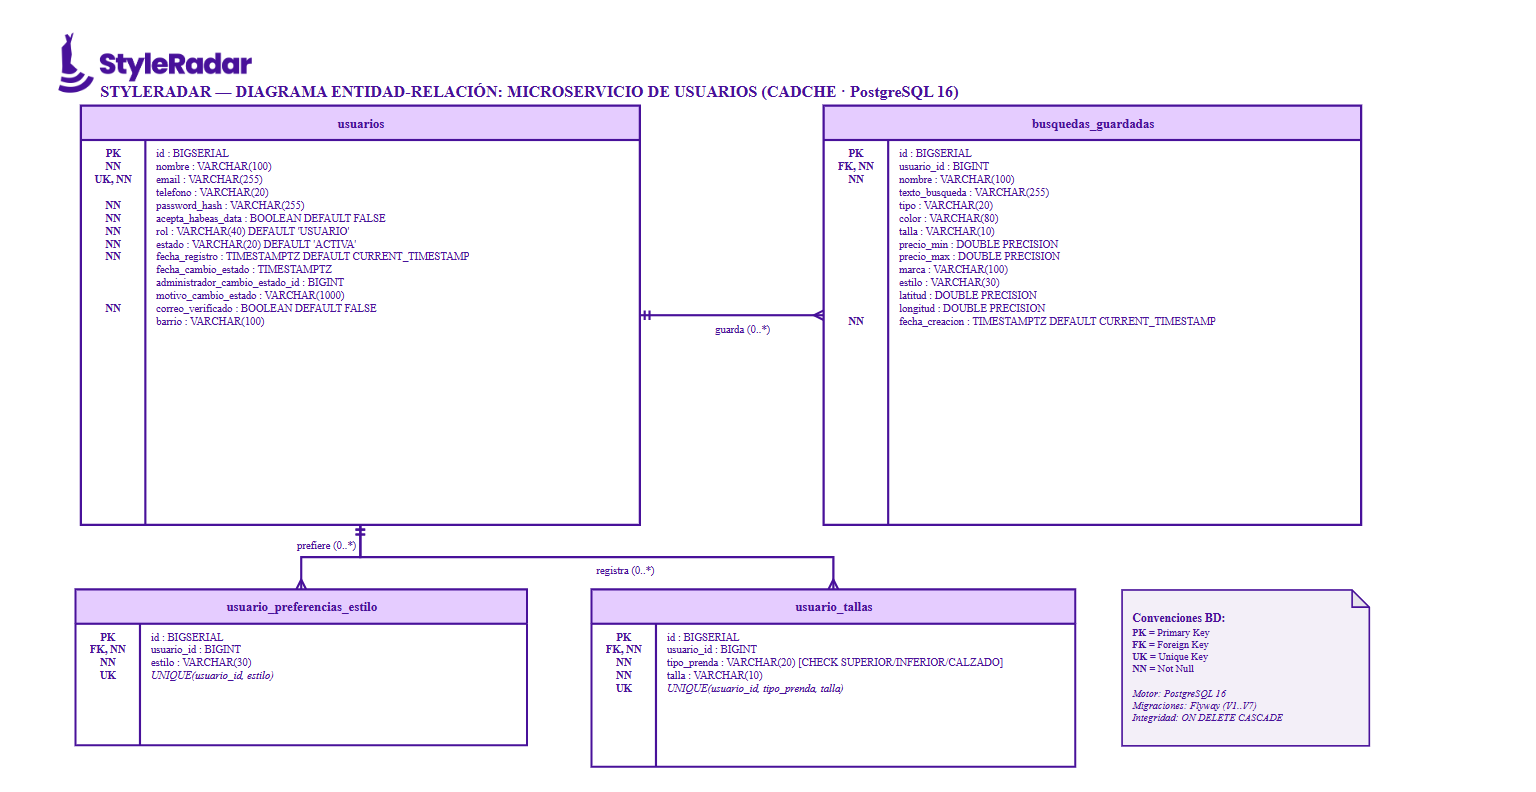 StyleRadar
STYLERADAR — DIAGRAMA ENTIDAD-RELACIÓN: MICROSERVICIO DE USUARIOS (CADCHE · PostgreSQL 16)
usuarios
PK id : BIGSERIAL
NN nombre : VARCHAR(100)
UK, NN email : VARCHAR(255)
telefono : VARCHAR(20)
NN password_hash : VARCHAR(255)
NN acepta_habeas_data : BOOLEAN DEFAULT FALSE
NN rol : VARCHAR(40) DEFAULT 'USUARIO'
NN estado : VARCHAR(20) DEFAULT 'ACTIVA'
NN fecha_registro : TIMESTAMPTZ DEFAULT CURRENT_TIMESTAMP
fecha_cambio_estado : TIMESTAMPTZ
administrador_cambio_estado_id : BIGINT
motivo_cambio_estado : VARCHAR(1000)
NN correo_verificado : BOOLEAN DEFAULT FALSE
barrio : VARCHAR(100)
guarda (0..*)
busquedas_guardadas
PK id : BIGSERIAL
FK, NN usuario_id : BIGINT
NN nombre : VARCHAR(100)
texto_busqueda : VARCHAR(255)
tipo : VARCHAR(20)
color : VARCHAR(80)
talla : VARCHAR(10)
precio_min : DOUBLE PRECISION
precio_max : DOUBLE PRECISION
marca : VARCHAR(100)
estilo : VARCHAR(30)
latitud : DOUBLE PRECISION
longitud : DOUBLE PRECISION
NN fecha_creacion : TIMESTAMPTZ DEFAULT CURRENT_TIMESTAMP
prefiere (0..*)
registra (0..*)
usuario_preferencias_estilo
PK id : BIGSERIAL
FK, NN usuario_id : BIGINT
NN estilo : VARCHAR(30)
UK UNIQUE(usuario_id, estilo)
usuario_tallas
PK id : BIGSERIAL
FK, NN usuario_id : BIGINT
NN tipo_prenda : VARCHAR(20) [CHECK SUPERIOR/INFERIOR/CALZADO]
NN talla : VARCHAR(10)
UK UNIQUE(usuario_id, tipo_prenda, talla)
Convenciones BD:
PK = Primary Key
FK = Foreign Key
UK = Unique Key
NN = Not Null
Motor: PostgreSQL 16
Migraciones: Flyway (V1..V7)
Integridad: ON DELETE CASCADE